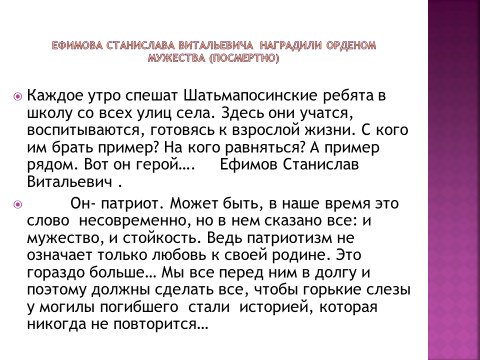 ЕФИМОВА СТАНИСЛАВА ВИТАЛЬЕВИЧА НАГРАДИЛИ ОРДЕНОМ
МУЖЕСТВА (ПОСМЕРТНО)
Каждое утро спешат Шатьмапосинские ребята в
школу со всех улиц села. Здесь они учатся,
воспитываются, готовясь к взрослой жизни. С кого
им брать пример? На кого равняться? А пример
рядом. Вот он герой…. Ефимов Станислав
Витальевич .
Он- патриот. Может быть, в наше время это
слово несовременно, но в нем сказано все: и
мужество, и стойкость. Ведь патриотизм не
означает только любовь к своей родине. Это
гораздо больше… Мы все перед ним в долгу и
поэтому должны сделать все, чтобы горькие слезы
у могилы погибшего стали историей, которая
никогда не повторится…